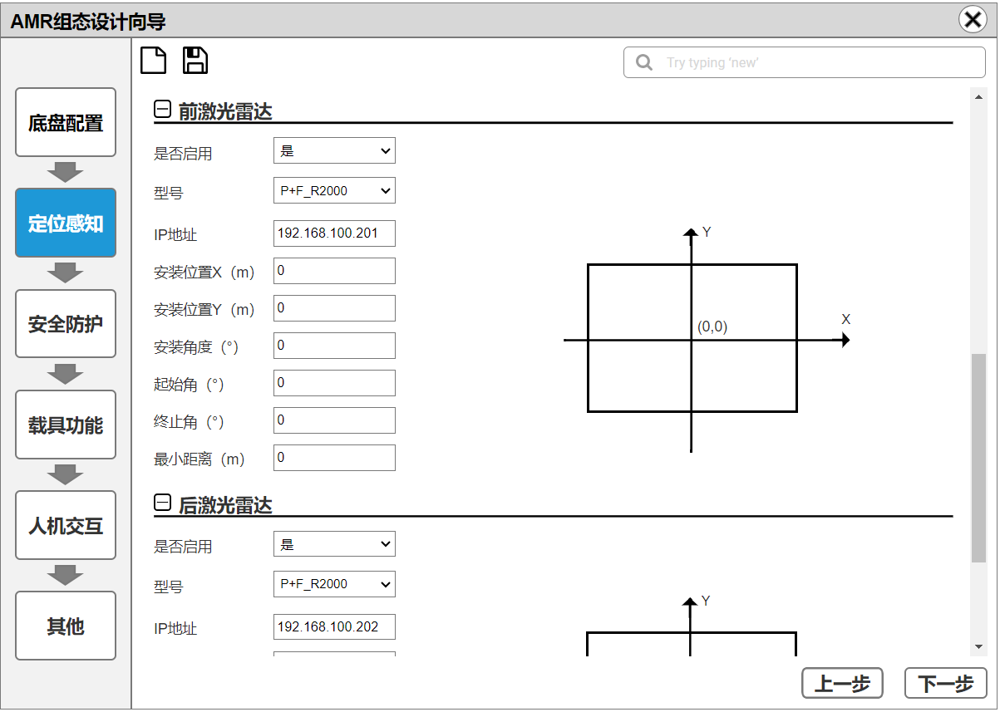 AMR组态设计向导
Try typing 'new'
底盘配置
定位感知
安全防护
载具功能
人机交互
其他
前激光雷达
是否启用 是
型号 P+F_R2000
IP地址 192.168.100.201
安装位置X（m） 0
安装位置Y（m） 0
安装角度（°） 0
起始角（°） 0
终止角（°） 0
最小距离（m） 0
Y
X
(0,0)
后激光雷达
是否启用 是
型号 P+F_R2000
IP地址 192.168.100.202
Y
上一步 下一步